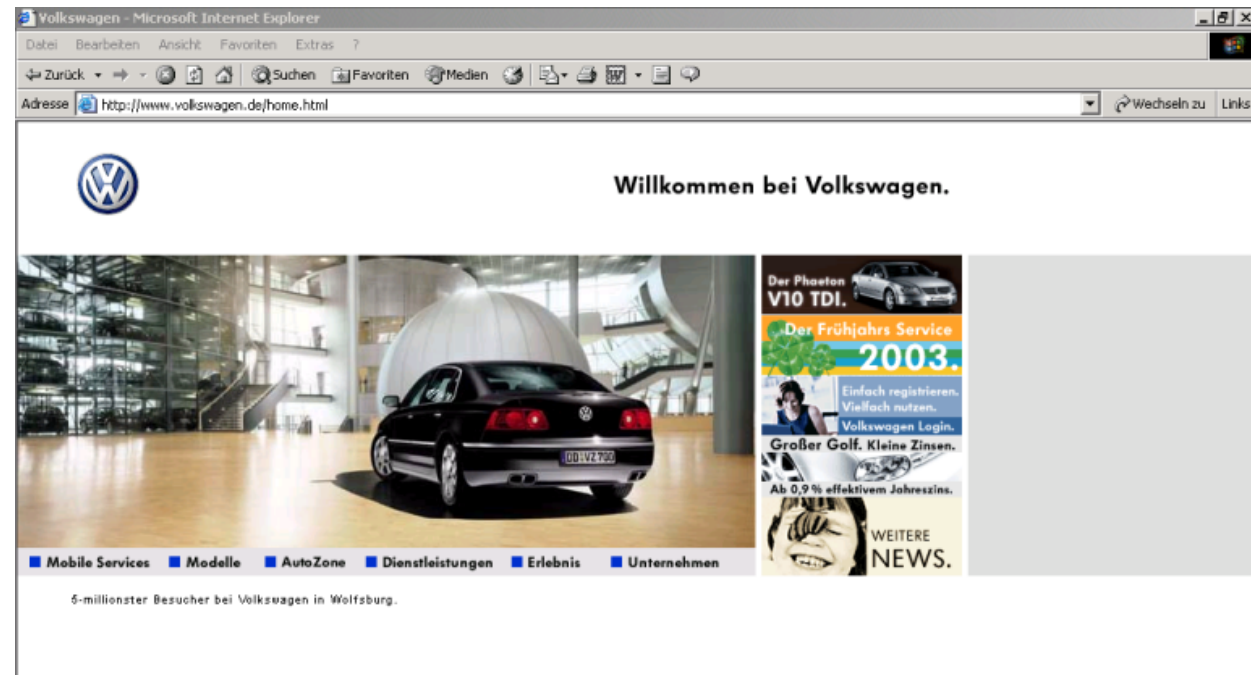 Volkswagen - Microsoft Internet Explorer
Datei Bearbeiten Ansicht Favoriten Extras ?
Zurück Suchen Favoriten Medien
Adresse http://www.volkswagen.de/home.html Wechseln zu Links
Willkommen bei Volkswagen.
Der Phaeton
V10 TDI.
Der Frühjahrs Service
2003.
Einfach registrieren.
Vielfach nutzen.
Volkswagen Login.
Großer Golf. Kleine Zinsen.
Ab 0,9 % effektivem Jahreszins.
WEITERE
NEWS.
DD:VZ 700
Mobile Services Modelle AutoZone Dienstleistungen Erlebnis Unternehmen
6-millionster Besucher bei Volkswagen in Wolfsburg.